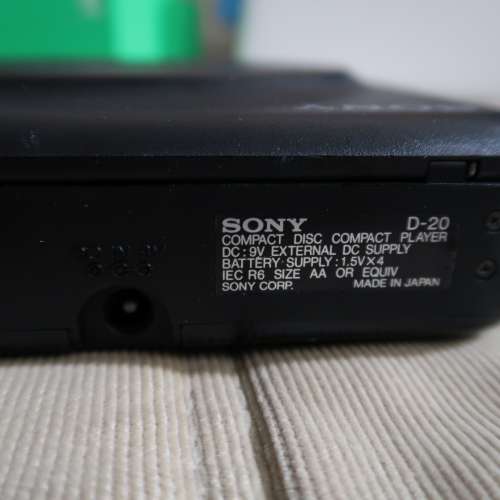 SONY D-20
COMPACT DISC COMPACT PLAYER
DC:9V EXTERNAL DC SUPPLY
BATTERY SUPPLY:1.5V×4
IEC R6 SIZE AA OR EQUIV
SONY CORP. MADE IN JAPAN